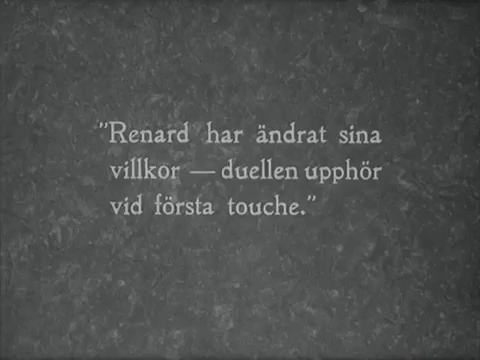 "Renard har ändrat sina
villkor — duellen upphör
vid första touche."